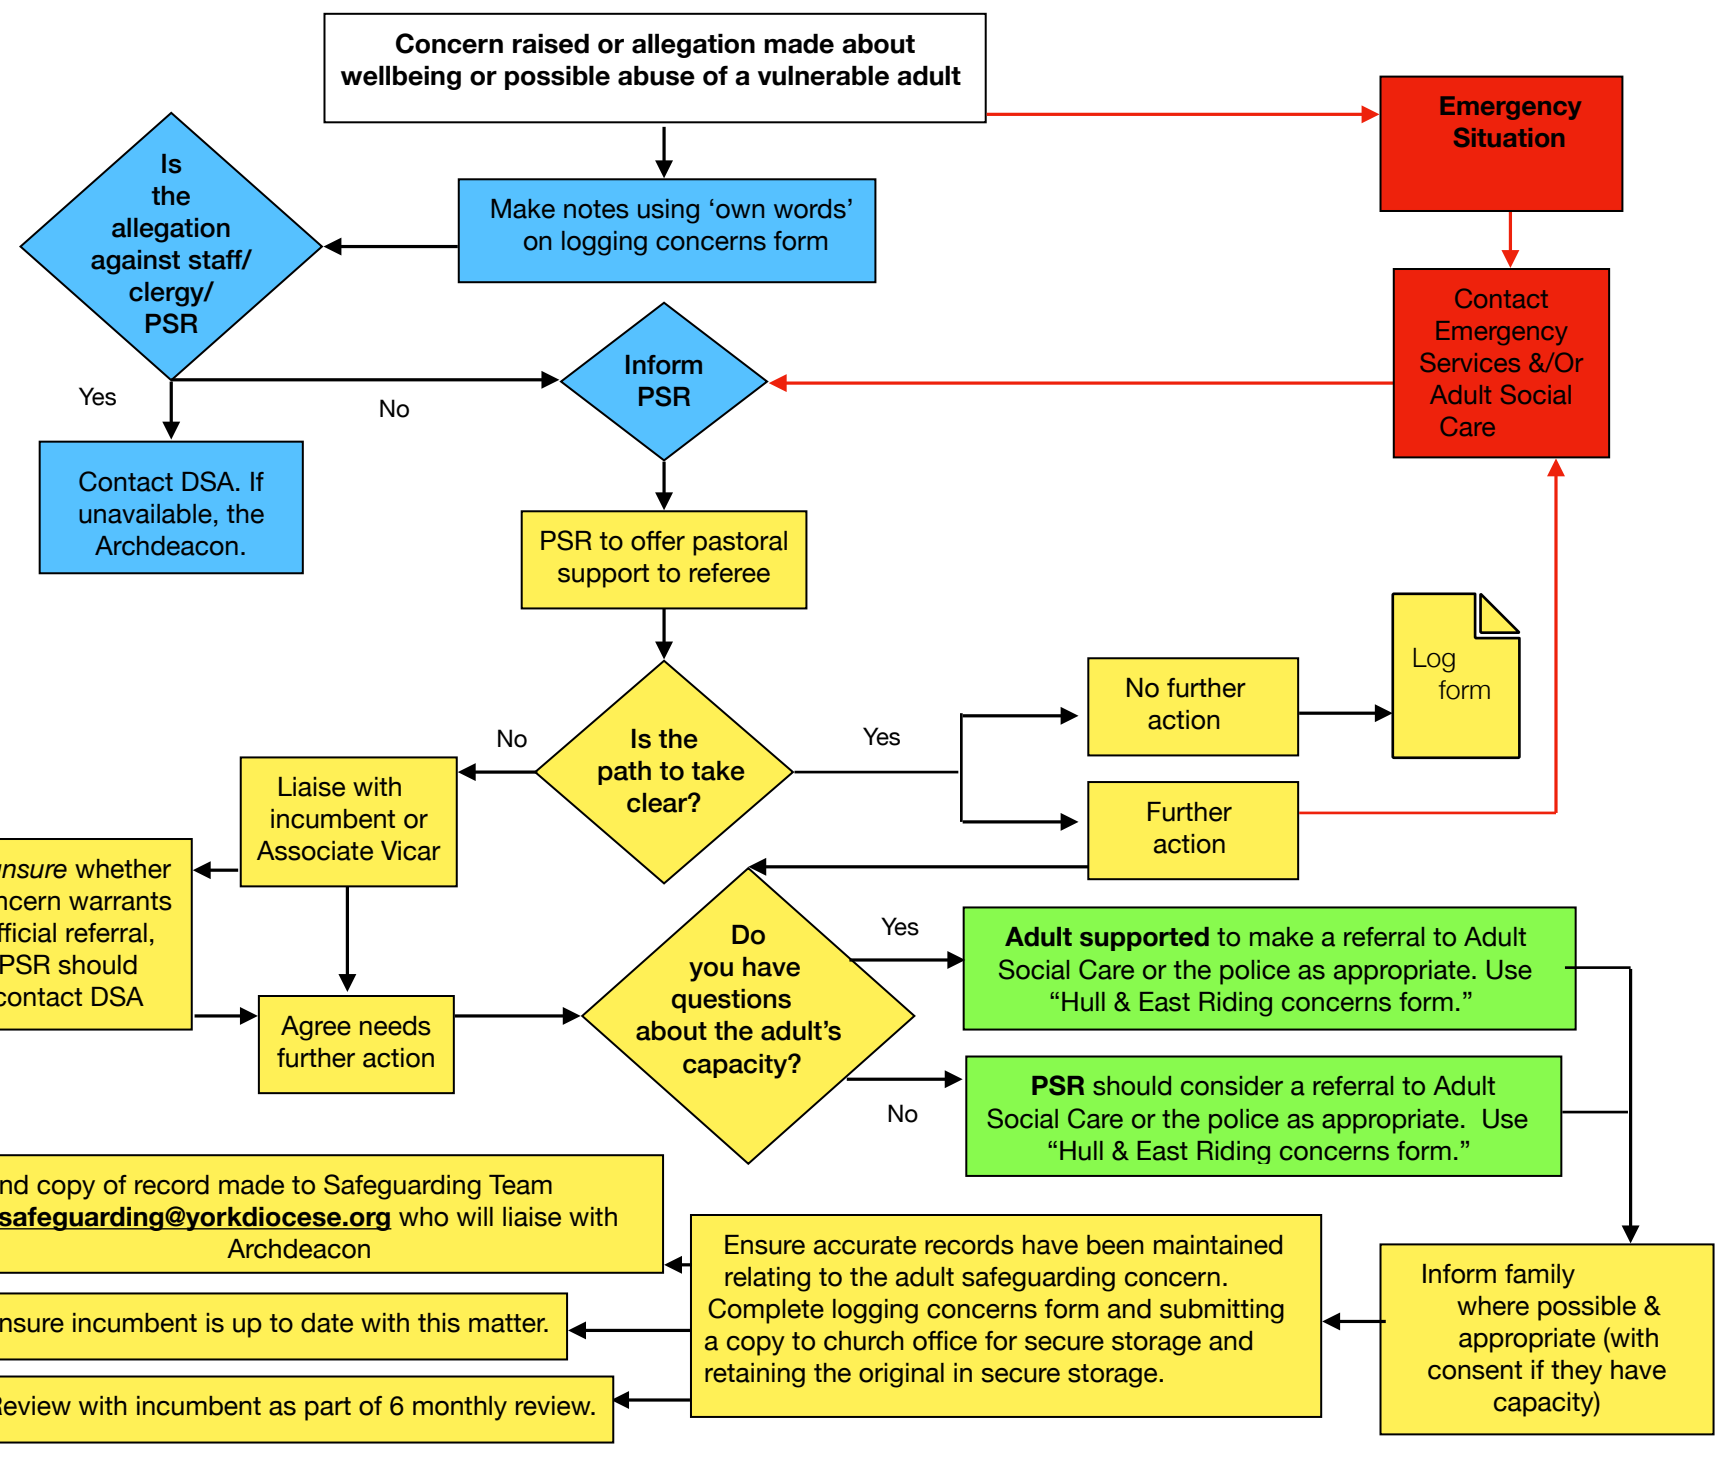 Concern raised or allegation made about
wellbeing or possible abuse of a vulnerable adult
Emergency
Situation
Is
the
allegation
against staff/
clergy/
PSR
Make notes using ‘own words’
on logging concerns form
Contact
Emergency
Services &/Or
Adult Social
Care
Inform
PSR
Yes
No
Contact DSA. If
unavailable, the
Archdeacon.
PSR to offer pastoral
support to referee
Is the
path to take
clear?
No
Yes
No further
action
Log
form
Further
action
Liaise with
incumbent or
Associate Vicar
whether
warrants
referral,
PSR should
contact DSA
Agree needs
further action
Do
you have
questions
about the adult’s
capacity?
Yes
No
Adult supported to make a referral to Adult
Social Care or the police as appropriate. Use
“Hull & East Riding concerns form.”
PSR should consider a referral to Adult
Social Care or the police as appropriate. Use
“Hull & East Riding concerns form.”
Inform family
where possible &
appropriate (with
consent if they have
capacity)
Ensure accurate records have been maintained
relating to the adult safeguarding concern.
Complete logging concerns form and submitting
a copy to church office for secure storage and
retaining the original in secure storage.
copy of record made to Safeguarding Team
safeguarding@yorkdiocese.org who will liaise with
Archdeacon
incumbent is up to date with this matter.
with incumbent as part of 6 monthly review.